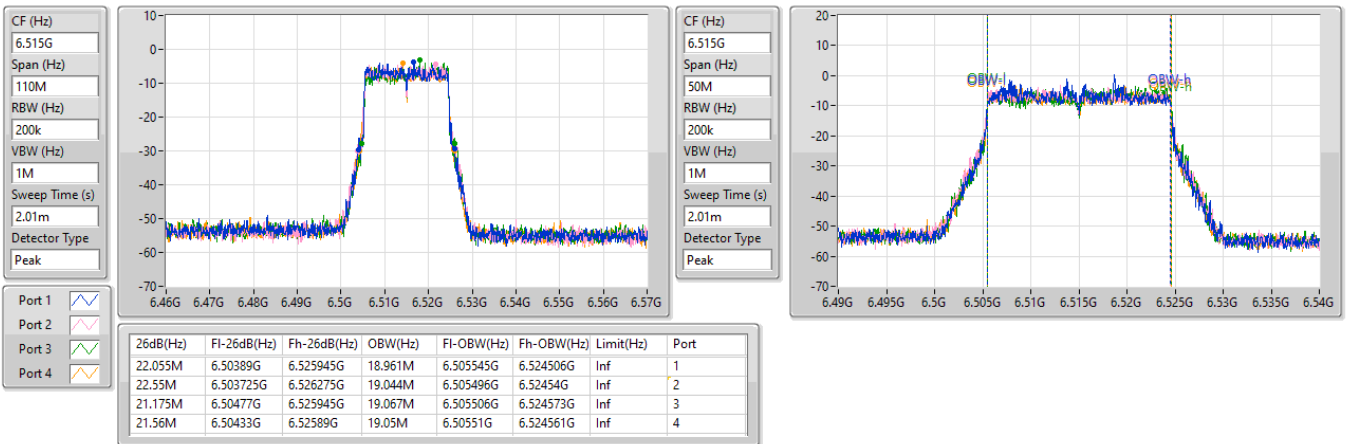 CF (Hz)
6.515G
Span (Hz)
110M
RBW (Hz)
200k
VBW (Hz)
1M
Sweep Time (s)
2.01m
Detector Type
Peak
10
0
-10
-20
-30
-40
-50
-60
-70
6.46G 6.47G 6.48G 6.49G 6.5G 6.51G 6.52G 6.53G 6.54G 6.55G 6.56G 6.57G
CF (Hz)
6.515G
Span (Hz)
50M
RBW (Hz)
200k
VBW (Hz)
1M
Sweep Time (s)
2.01m
Detector Type
Peak
20
10
0
-10
-20
-30
-40
-50
-60
-70
OBW-l OBW-h
OBW-h
6.49G 6.495G 6.5G 6.505G 6.51G 6.515G 6.52G 6.525G 6.53G 6.535G 6.54G
Port 1
Port 2
Port 3
Port 4
26dB(Hz) Fl-26dB(Hz) Fh-26dB(Hz) OBW(Hz) Fl-OBW(Hz) Fh-OBW(Hz) Limit(Hz) Port
22.055M 6.50389G 6.525945G 18.961M 6.505545G 6.524506G Inf 1
22.55M 6.503725G 6.526275G 19.044M 6.505496G 6.52454G Inf 2
21.175M 6.50477G 6.525945G 19.067M 6.505506G 6.524573G Inf 3
21.56M 6.50433G 6.52589G 19.05M 6.50551G 6.524561G Inf 4